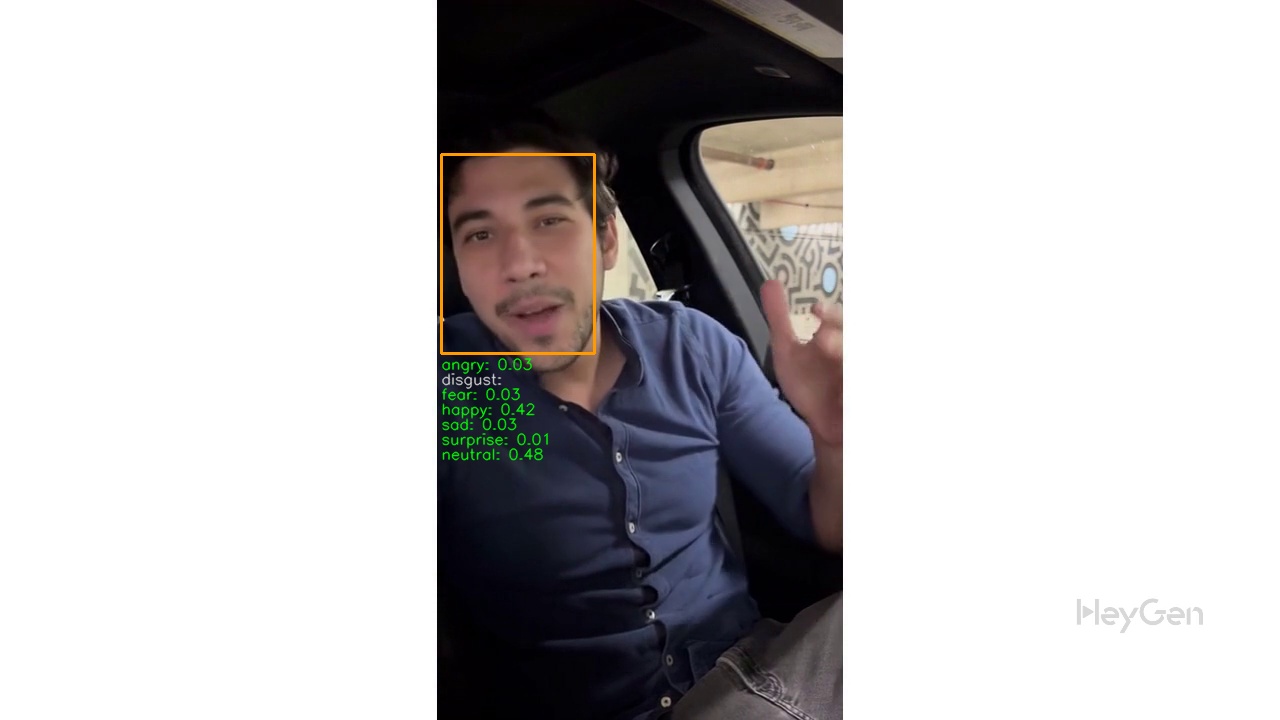 angry: 0.03
disgust:
fear: 0.03
happy: 0.42
sad: 0.03
surprise: 0.01
neutral: 0.48
HeyGen